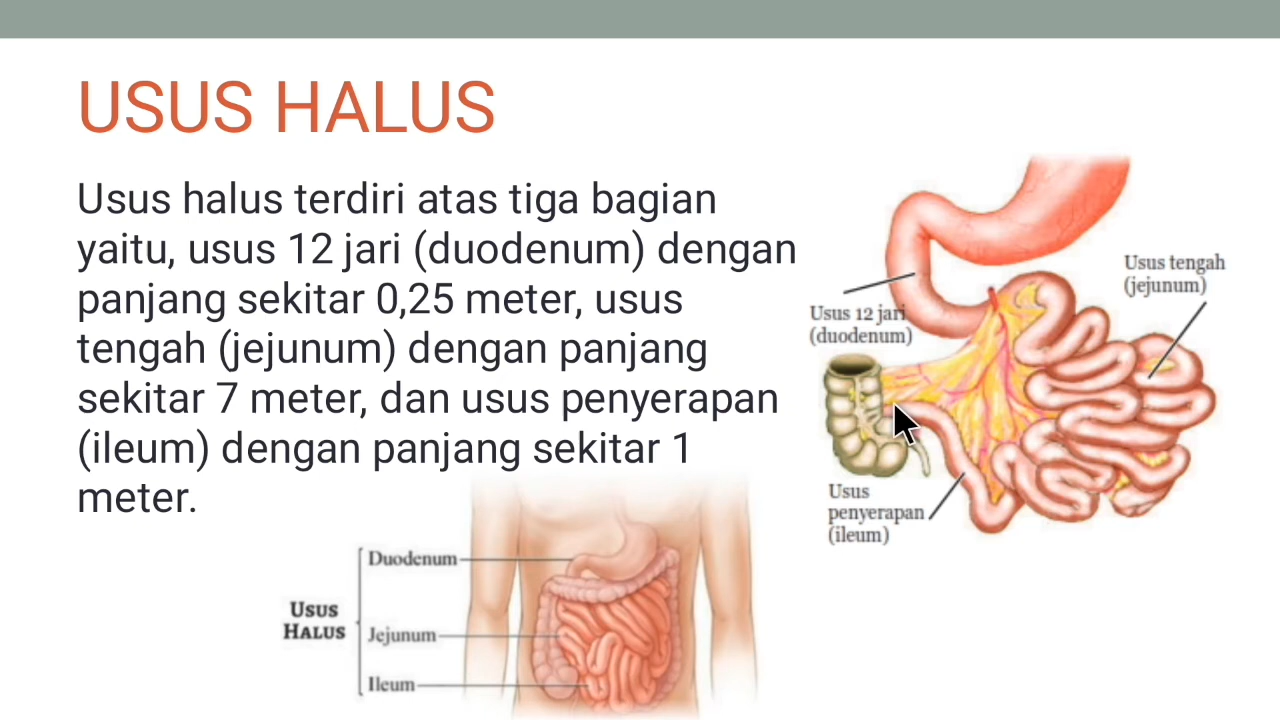 USUS HALUS
Usus halus terdiri atas tiga bagian
yaitu, usus 12 jari (duodenum) dengan
panjang sekitar 0,25 meter, usus
tengah (jejunum) dengan panjang
sekitar 7 meter, dan usus penyerapan
(ileum) dengan panjang sekitar 1
meter.
Usus tengah
(jejunum)
Usus 12 jari
(duodenum)
Usus
penyerapan
(ileum)
USUS
HALUS
Duodenum
Jejunum
Ileum